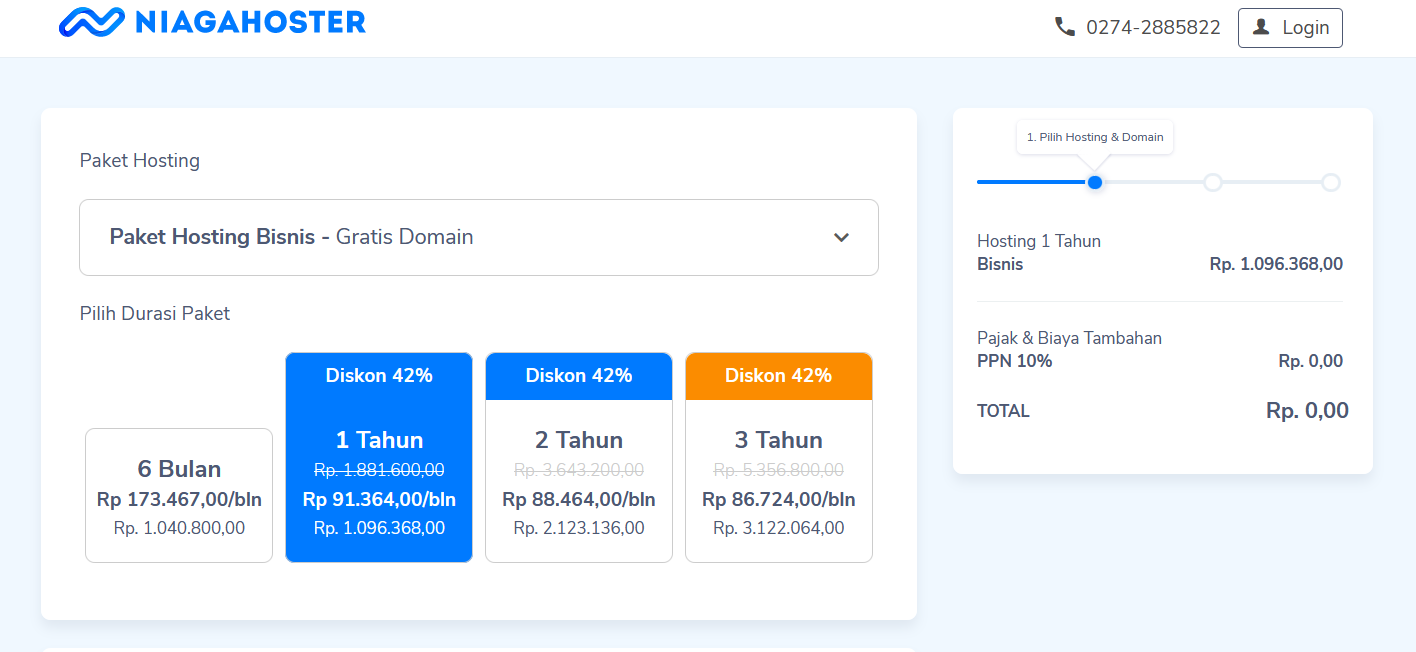 NIAGAHOSTER
0274-2885822
Login
Paket Hosting
Paket Hosting Bisnis - Gratis Domain
Pilih Durasi Paket
6 Bulan
Rp 173.467,00/bln
Rp. 1.040.800,00
Diskon 42%
1 Tahun
Rp. 1.881.600,00
Rp 91.364,00/bln
Rp. 1.096.368,00
Diskon 42%
2 Tahun
Rp. 3.643.200,00
Rp 88.464,00/bln
Rp. 2.123.136,00
Diskon 42%
3 Tahun
Rp. 5.356.800,00
Rp 86.724,00/bln
Rp. 3.122.064,00
1. Pilih Hosting & Domain
Hosting 1 Tahun
Bisnis Rp. 1.096.368,00
Pajak & Biaya Tambahan
PPN 10% Rp. 0,00
TOTAL Rp. 0,00